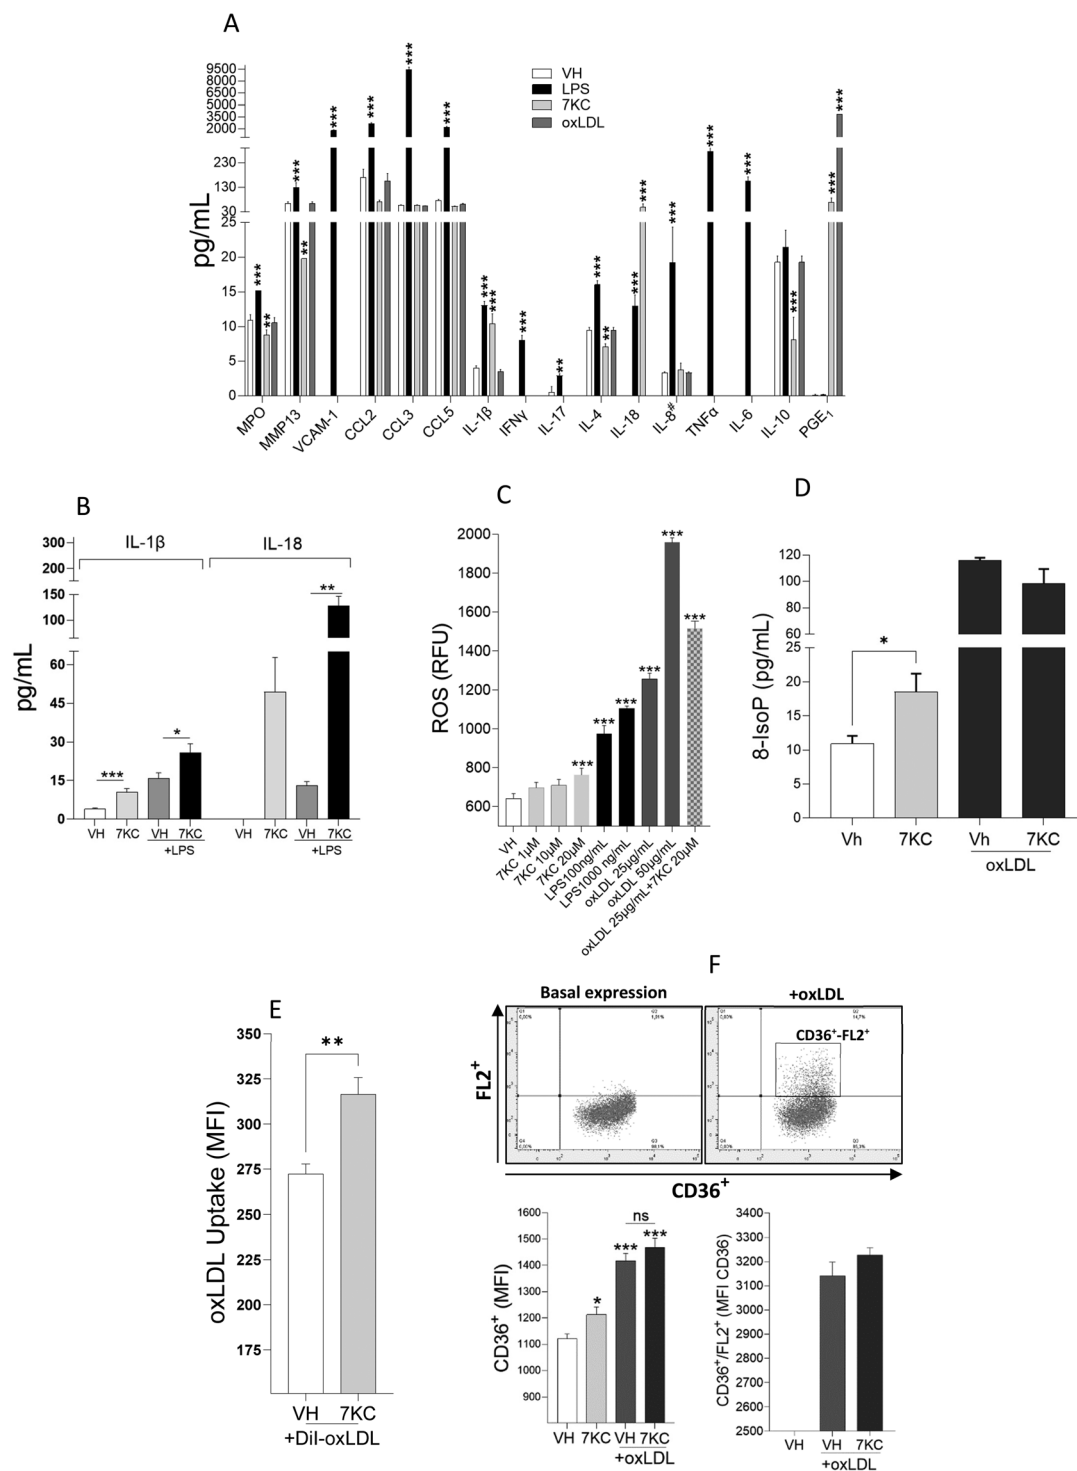 A
9500
8000
6500
5000
3500
2000
230
130
30
25
20
15
10
5
0
pg/mL
VH
LPS
7KC
oxLDL
***
**
***
**
***
***
***
***
***
***
***
**
***
**
***
***
***
***
***
***
***
***
MPO
MMP13
VCAM-1
CCL2
CCL3
CCL5
IL-1β
IFNγ
IL-17
IL-4
IL-18
IL-8#
TNFα
IL-6
IL-10
PGE1
B
IL-1β
IL-18
300
200
150
100
60
45
30
15
0
pg/mL
***
*
**
VH 7KC VH 7KC VH 7KC VH 7KC
+LPS +LPS
C
2000
1800
1600
1400
1200
1000
800
600
ROS (RFU)
***
***
***
***
***
***
VH
7KC 1µM
7KC 10µM
7KC 20µM
LPS100ng/mL
LPS1000 ng/mL
oxLDL 25µg/mL
oxLDL 50µg/mL
oxLDL 25µg/mL+7KC 20µM
D
120
100
80
60
25
20
15
10
5
0
8-IsoP (pg/mL)
*
Vh 7KC Vh 7KC
oxLDL
E
350
325
300
275
250
225
200
175
oxLDL Uptake (MFI)
**
VH 7KC
+DiI-oxLDL
F
Basal expression
+oxLDL
FL2+
CD36+-FL2+
CD36+
1600
1500
1400
1300
1200
1100
1000
900
CD36+ (MFI)
*
***
ns
***
VH 7KC VH 7KC
+oxLDL
3400
3300
3200
3100
3000
2900
2800
2700
2600
2500
CD36+/FL2+ (MFI CD36)
VH VH 7KC
+oxLDL